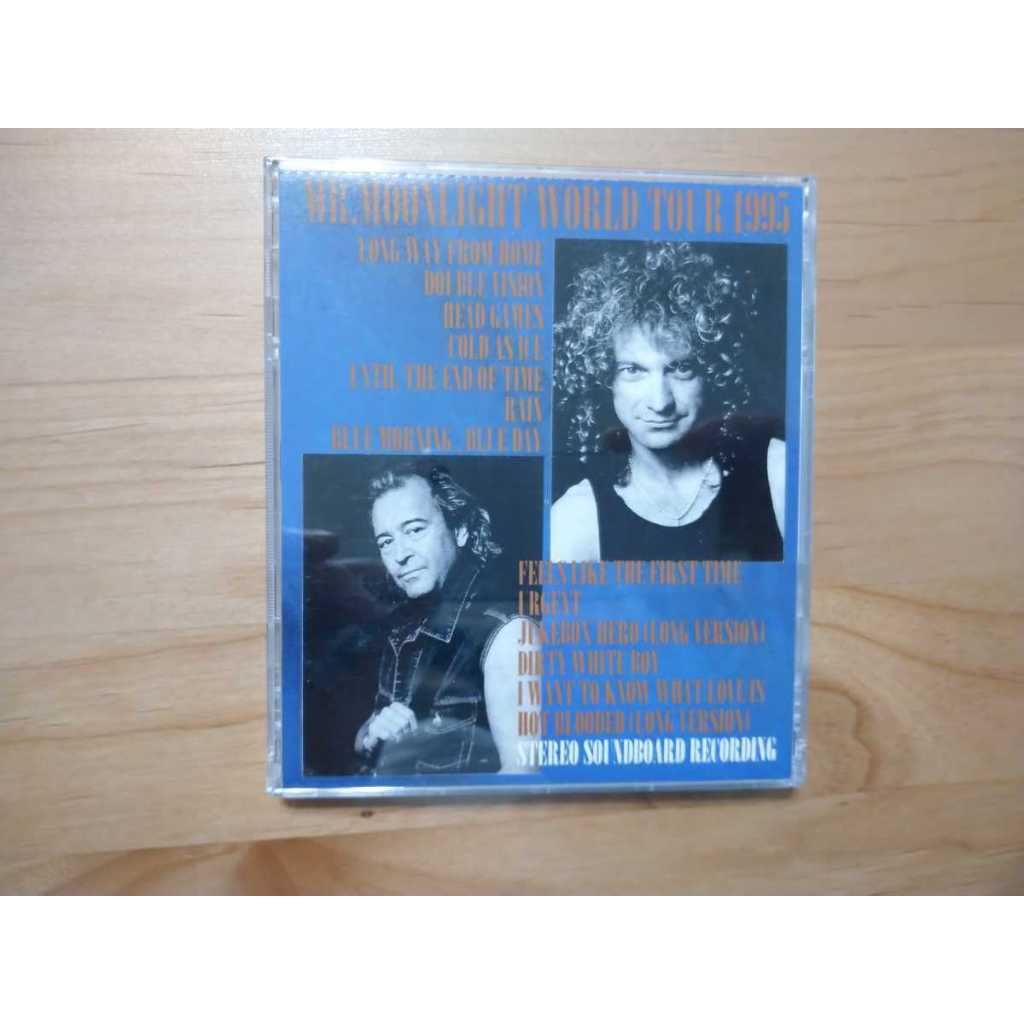 MR.MOONLIGHT WORLD TOUR 1995
LONG WAY FROM HOME
DOUBLE VISION
HEAD GAMES
COLD AS ICE
UNTIL THE END OF TIME
RAIN
BLUE MORNING , BLUE DAY
FEELS LIKE THE FIRST TIME
URGENT
JUKEBOX HERO (LONG VERSION)
DIRTY WHITE BOY
I WANT TO KNOW WHAT LOVE IS
HOT BLOODED (LONG VERSION)
STEREO SOUNDBOARD RECORDING